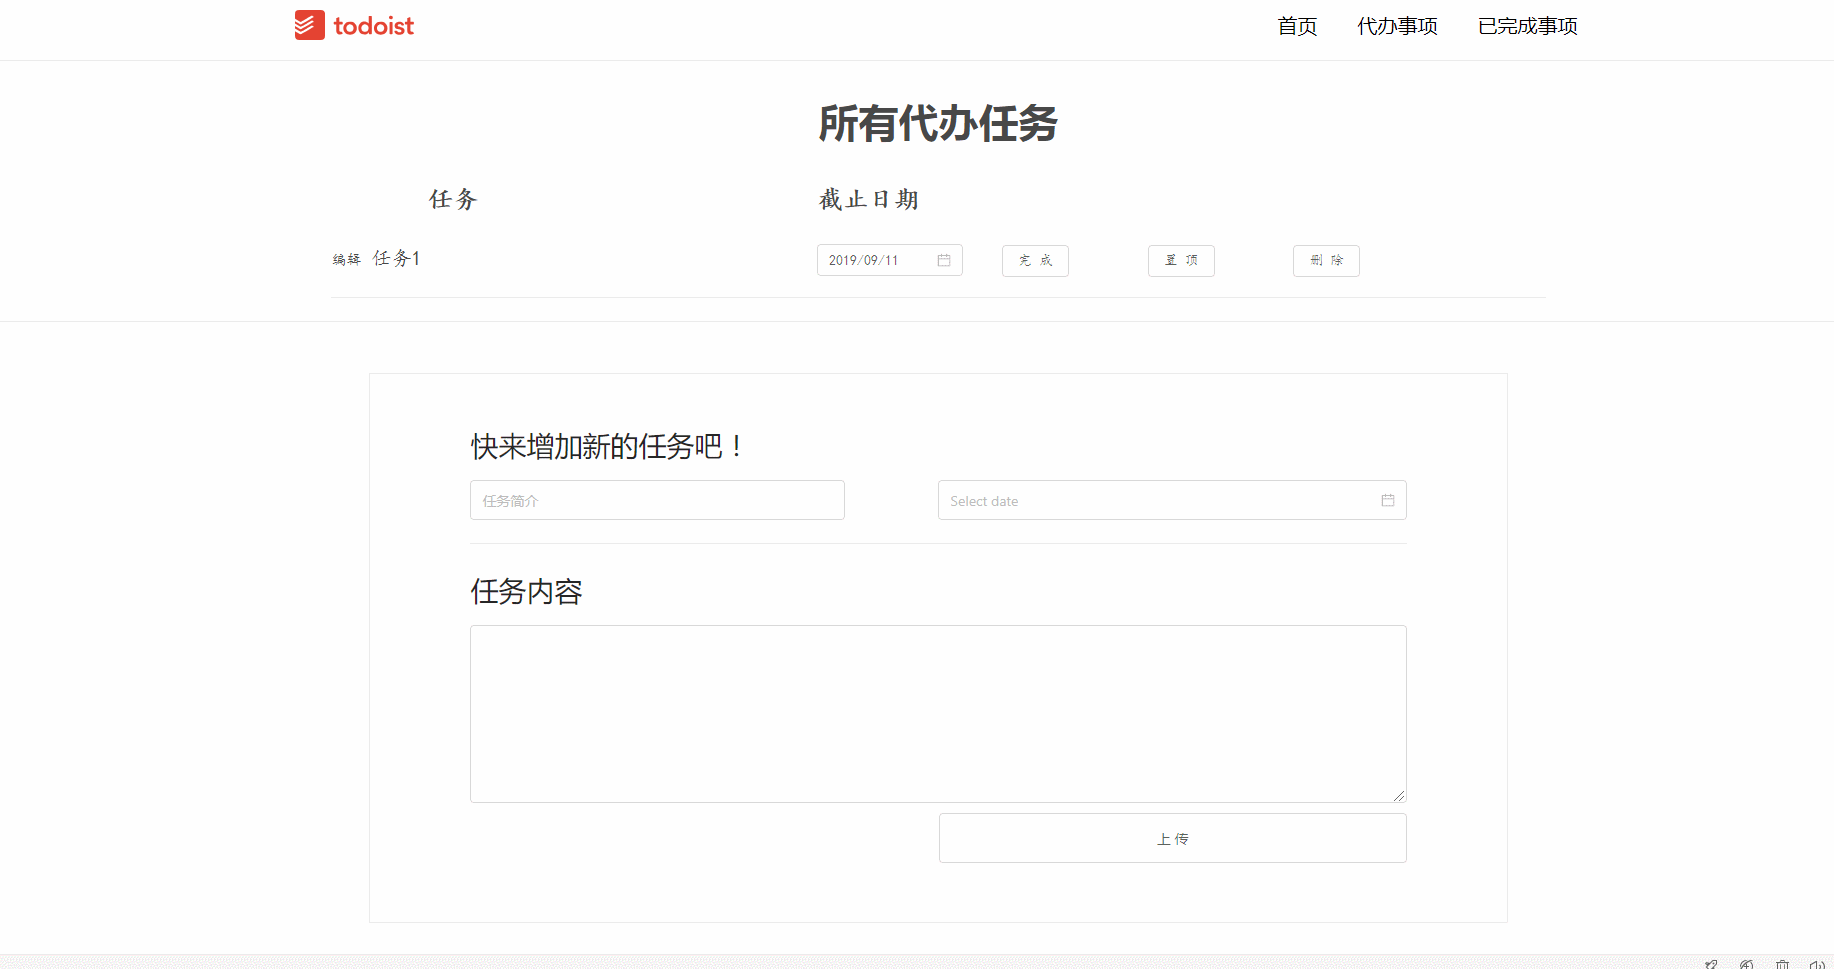 todoist 首页 代办事项 已完成事项
所有代办任务
任务 截止日期
编辑 任务1 2019/09/11 完成 置顶 删除
快来增加新的任务吧！
任务简介 Select date
任务内容
上传